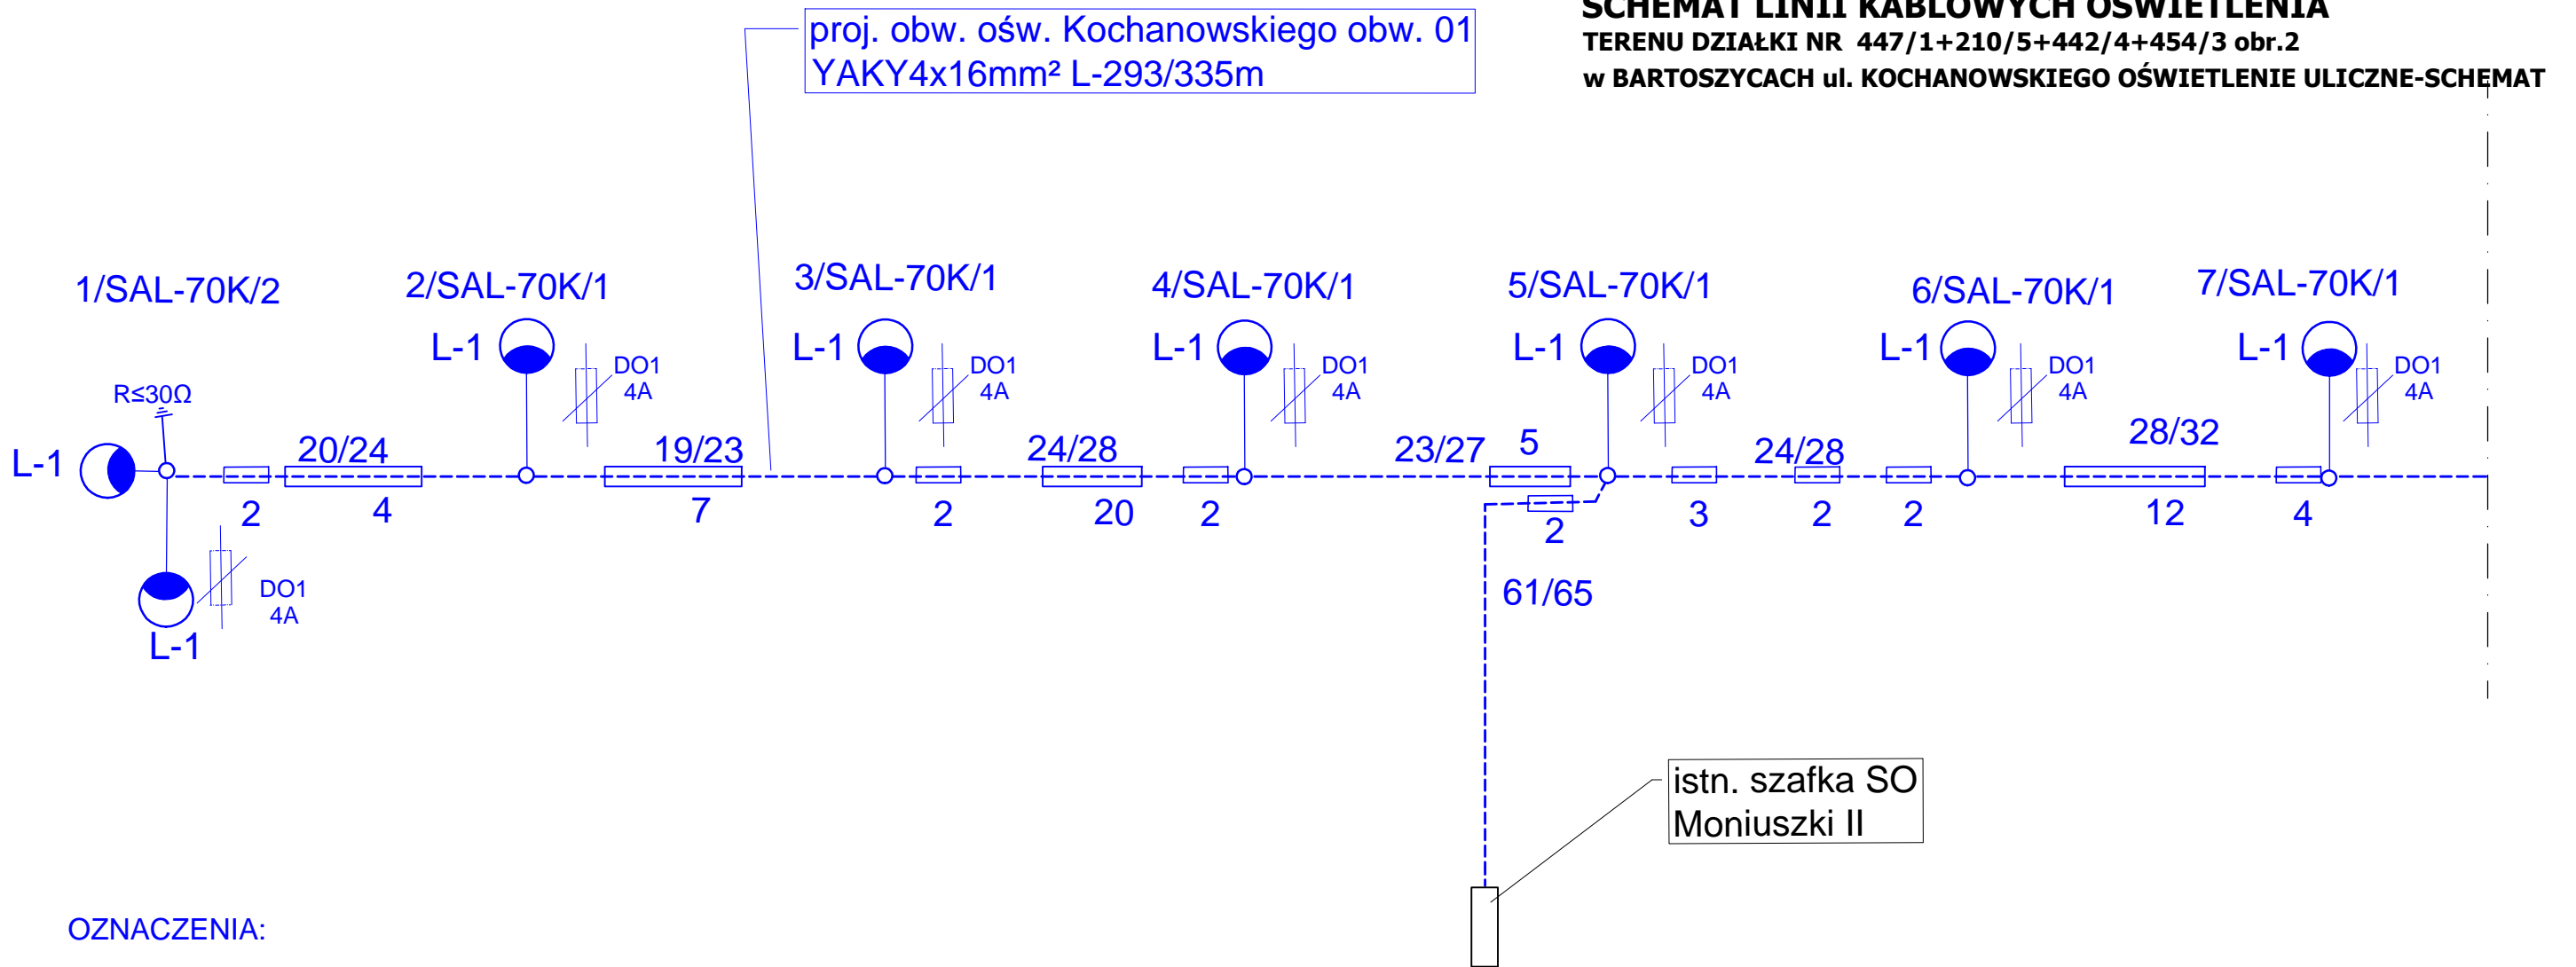 SCHEMAT LINII KABLOWYCH OŚWIETLENIA
TERENU DZIAŁKI NR 447/1+210/5+442/4+454/3 obr.2
w BARTOSZYCACH ul. KOCHANOWSKIEGO OŚWIETLENIE ULICZNE-SCHEMAT
proj. obw. ośw. Kochanowskiego obw. 01
YAKY4x16mm² L-293/335m
1/SAL-70K/2
2/SAL-70K/1
3/SAL-70K/1
4/SAL-70K/1
5/SAL-70K/1
6/SAL-70K/1
7/SAL-70K/1
L-1
DO1
4A
L-1
DO1
4A
L-1
DO1
4A
L-1
DO1
4A
L-1
DO1
4A
L-1
DO1
4A
R≤30Ω
L-1
20/24
19/23
24/28
23/27
5
24/28
28/32
2
4
7
2
20
2
2
3
2
2
12
4
DO1
4A
L-1
61/65
istn. szafka SO
Moniuszki II
OZNACZENIA: